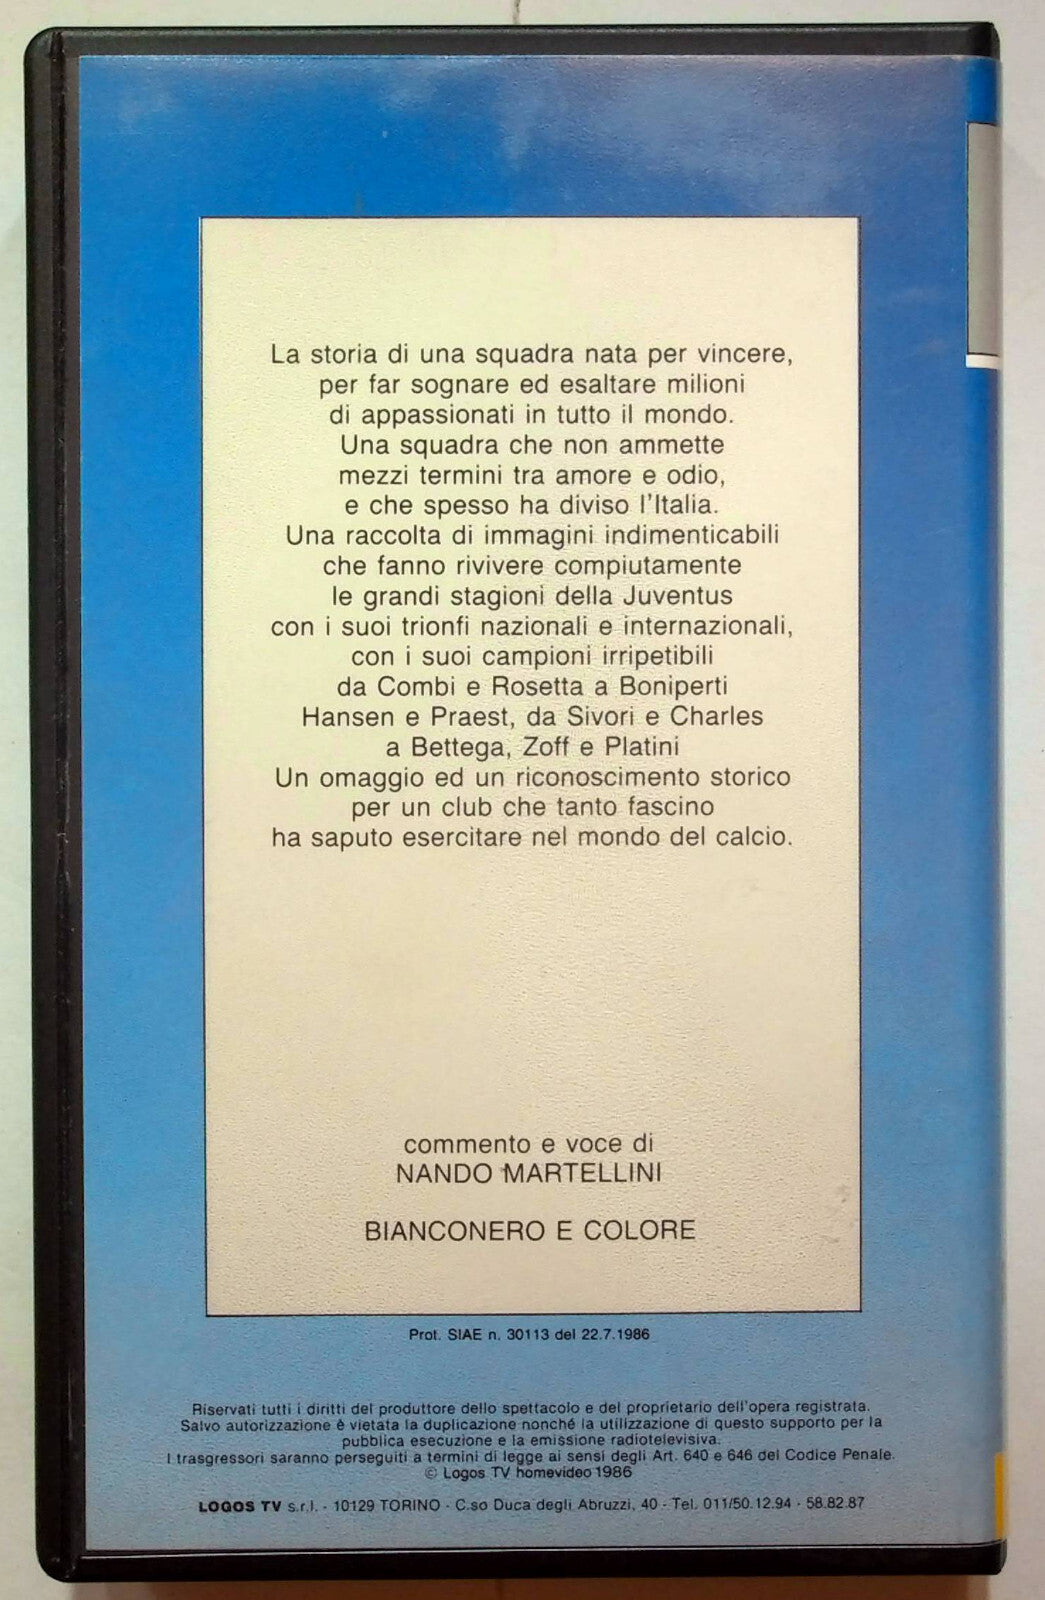 La storia di una squadra nata per vincere,
per far sognare ed esaltare milioni
di appassionati in tutto il mondo.
Una squadra che non ammette
mezzi termini tra amore e odio,
e che spesso ha diviso l'Italia.
Una raccolta di immagini indimenticabili
che fanno rivivere compiutamente
le grandi stagioni della Juventus
con i suoi trionfi nazionali e internazionali,
con i suoi campioni irripetibili
da Combi e Rosetta a Boniperti
Hansen e Praest, da Sivori e Charles
a Bettega, Zoff e Platini
Un omaggio ed un riconoscimento storico
per un club che tanto fascino
ha saputo esercitare nel mondo del calcio.
commento e voce di
NANDO MARTELLINI
BIANCONERO E COLORE
Prot. SIAE n. 30113 del 22.7.1986
Riservati tutti i diritti del produttore dello spettacolo e del proprietario dell'opera registrata.
Salvo autorizzazione è vietata la duplicazione nonché la utilizzazione di questo supporto per la
pubblica esecuzione e la emissione radiotelevisiva.
I trasgressori saranno perseguiti a termini di legge ai sensi degli Art. 640 e 646 del Codice Penale.
© Logos TV homevideo 1986
LOGOS TV s.r.l. - 10129 TORINO - C.so Duca degli Abruzzi, 40 - Tel. 011/50.12.94 - 58.82.87